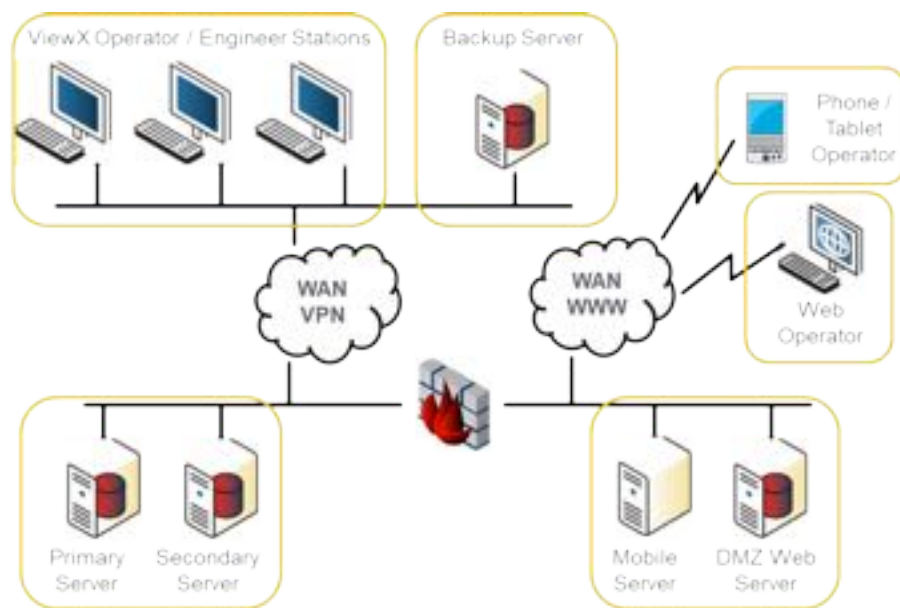 ViewX Operator / Engineer Stations
Backup Server
Phone /
Tablet
Operator
WAN
VPN
WAN
WWW
Web
Operator
Primary
Server
Secondary
Server
Mobile
Server
DMZ Web
Server